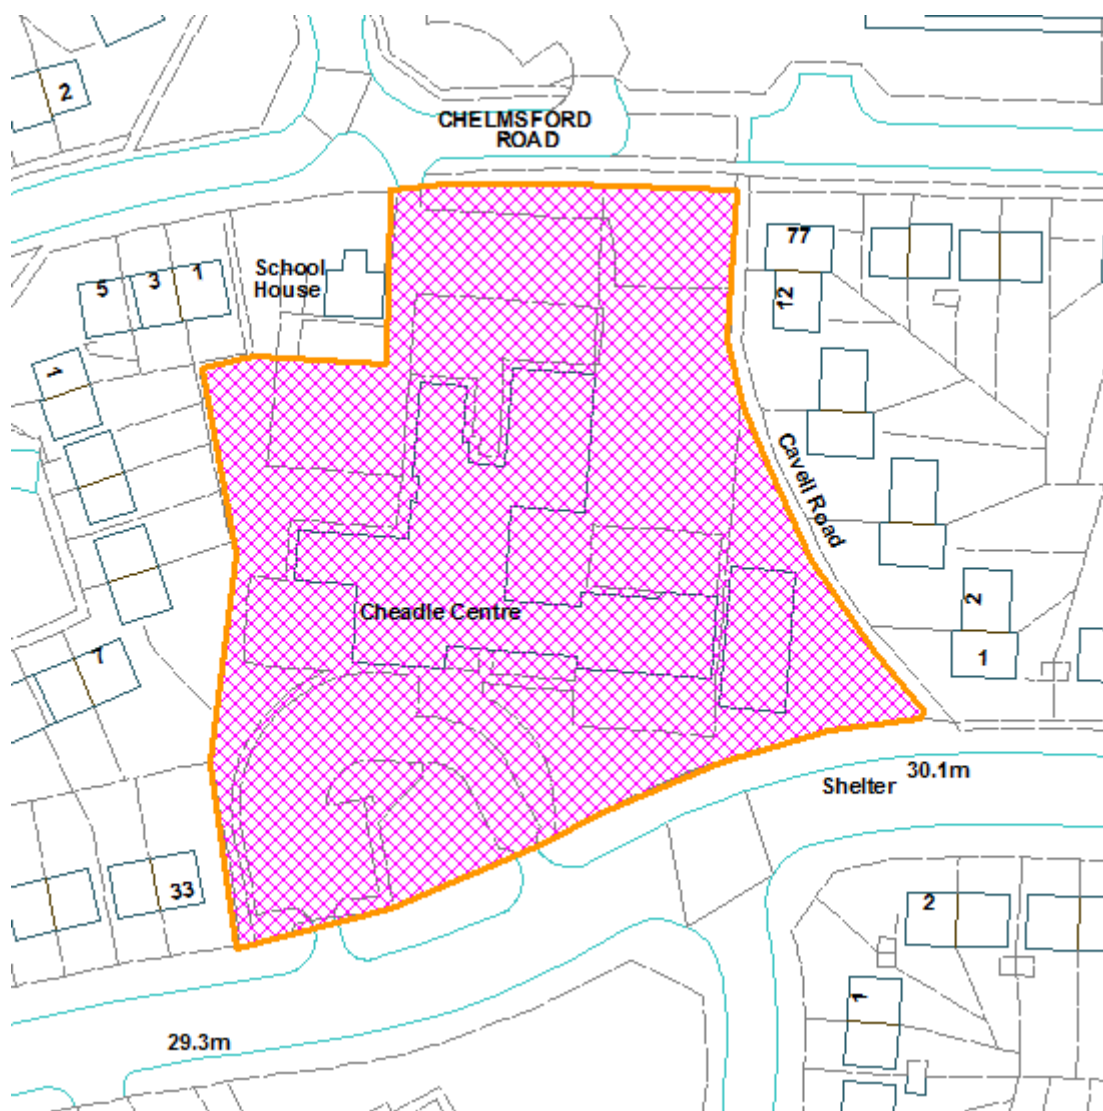 2
CHELMSFORD
ROAD
77
School
House
12
5
3
1
1
Cavell Road
2
Cheadle Centre
1
7
30.1m
Shelter
33
2
1
29.3m